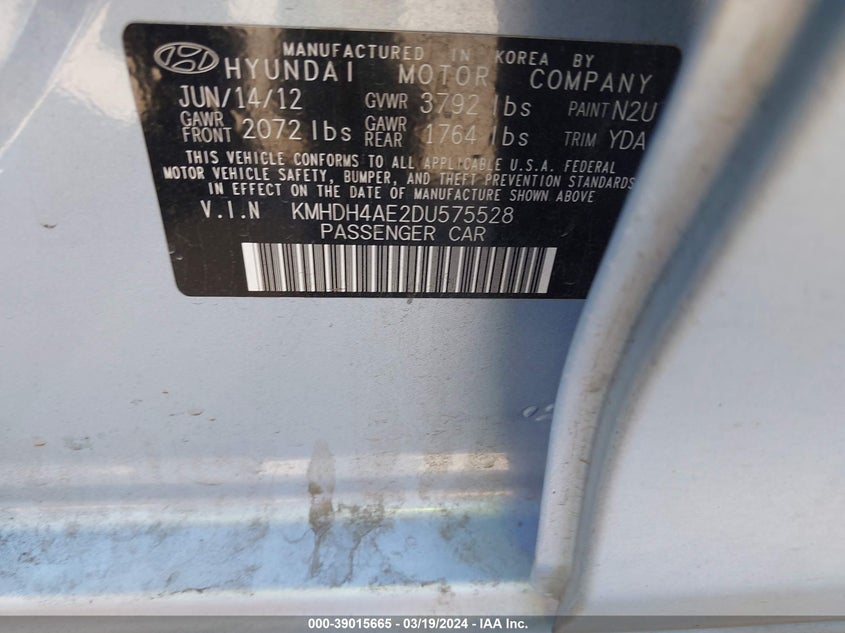 MANUFACTURED IN KOREA BY
HYUNDAI MOTOR COMPANY
JUN/14/12 GVWR 3792 lbs PAINT N2U
GAWR FRONT 2072 lbs GAWR REAR 1764 lbs TRIM YDA
THIS VEHICLE CONFORMS TO ALL APPLICABLE U.S.A. FEDERAL
MOTOR VEHICLE SAFETY, BUMPER, AND THEFT PREVENTION STANDARDS
IN EFFECT ON THE DATE OF MANUFACTURE SHOWN ABOVE
V.I.N KMHDH4AE2DU575528
PASSENGER CAR
000-39015665 - 03/19/2024 - IAA Inc.